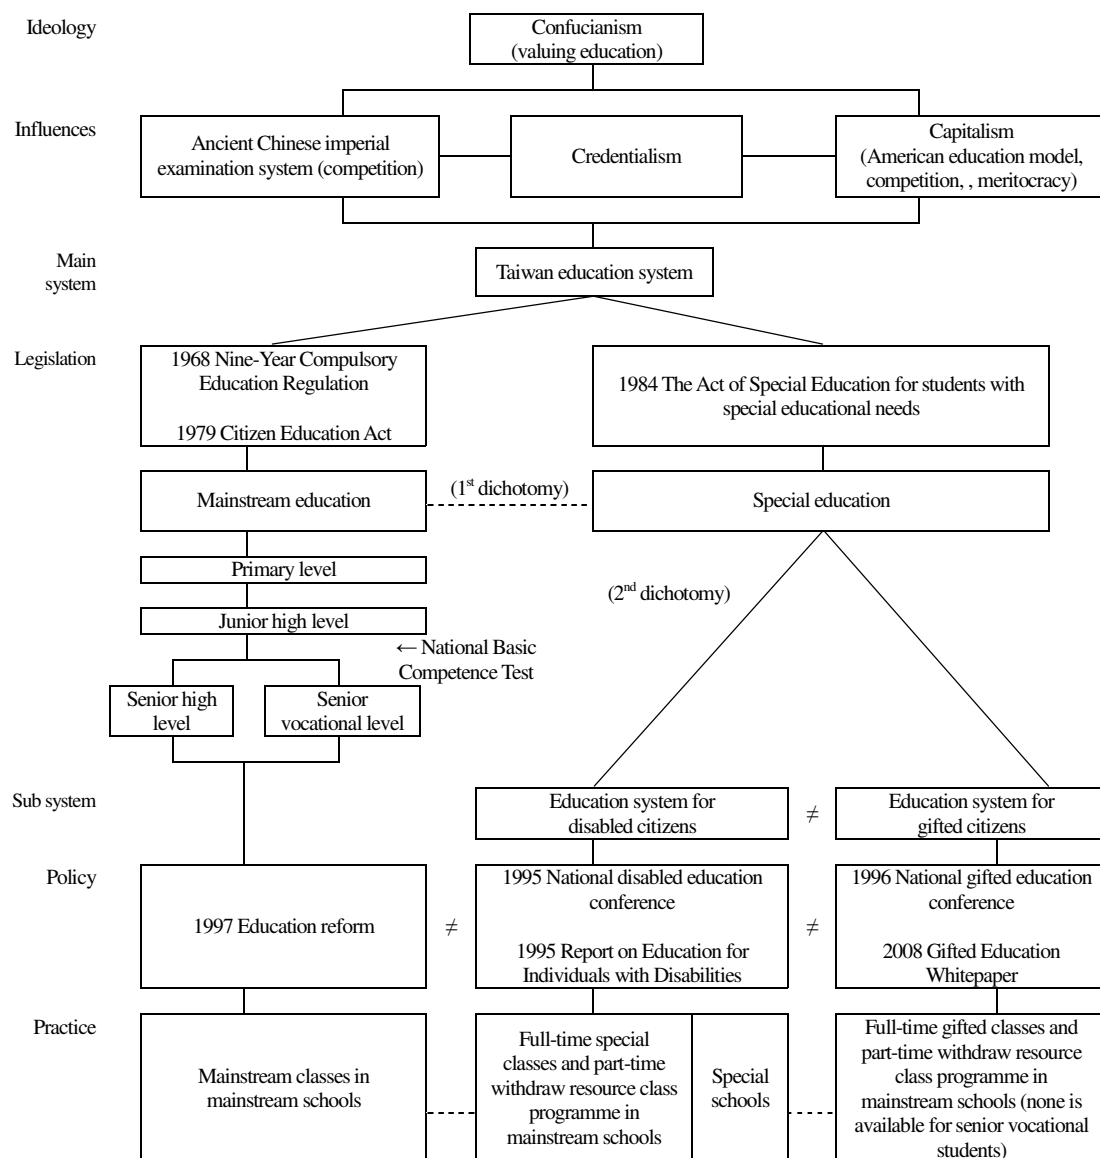 Ideology
Confucianism
(valuing education)
Influences
Ancient Chinese imperial
examination system (competition)
Credentialism
Capitalism
(American education model,
competition, , meritocracy)
Main
system
Taiwan education system
Legislation
1968 Nine-Year Compulsory
Education Regulation
1979 Citizen Education Act
1984 The Act of Special Education for students with
special educational needs
Mainstream education
(1st dichotomy)
Special education
Primary level
(2nd dichotomy)
Junior high level
← National Basic
Competence Test
Senior high
level
Senior
vocational level
Sub system
Education system for
disabled citizens
≠
Education system for
gifted citizens
Policy
1997 Education reform
≠
1995 National disabled education
conference
1995 Report on Education for
Individuals with Disabilities
≠
1996 National gifted education
conference
2008 Gifted Education
Whitepaper
Practice
Mainstream classes in
mainstream schools
Full-time special
classes and part-time
withdraw resource class
programme in
mainstream schools
Special
schools
Full-time gifted classes and
part-time withdraw resource
class programme in
mainstream schools (none is
available for senior vocational
students)